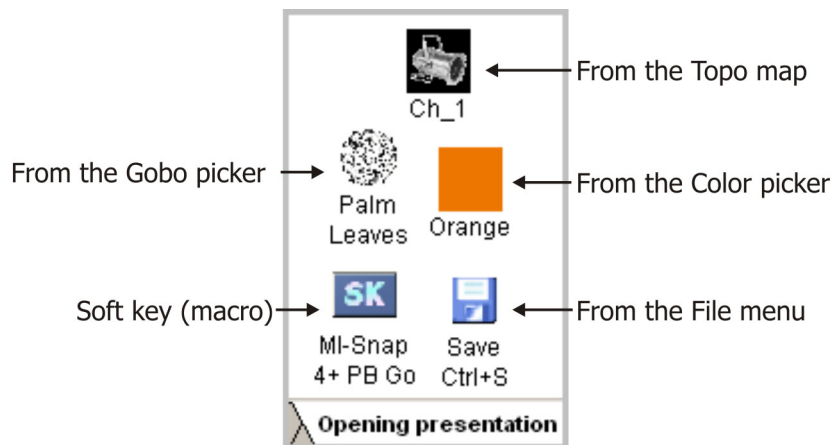 From the Topo map
Ch_1
From the Gobo picker
From the Color picker
Palm
Leaves
Orange
Soft key (macro)
SK
From the File menu
MI-Snap
4+ PB Go
Save
Ctrl+S
Opening presentation